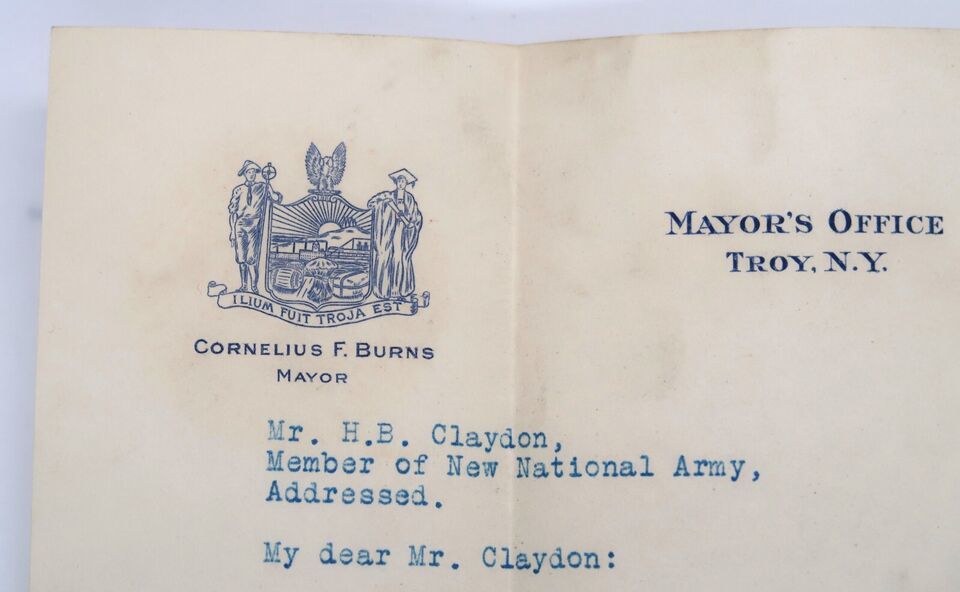 ILIUM FUIT TROJA EST
CORNELIUS F. BURNS
MAYOR
MAYOR'S OFFICE
TROY, N.Y.
Mr. H.B. Claydon,
Member of New National Army,
Addressed.
My dear Mr. Claydon: